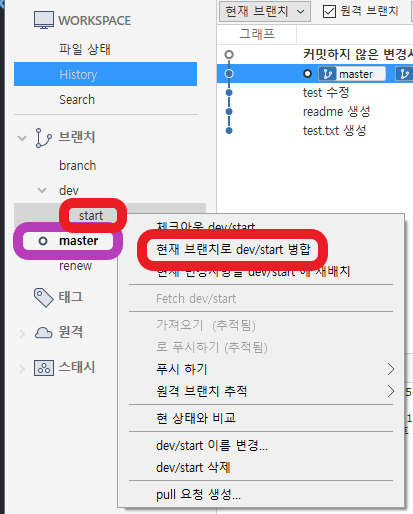 WORKSPACE
파일 상태
History
Search
브랜치
branch
dev
start
master
renew
태그
원격
스태시
현재 브랜치
원격 브랜치
그래프
커밋하지 않은 변경사
master
test 수정
readme 생성
test.txt 생성
체크아웃 dev/start
현재 브랜치로 dev/start 병합
현재 변경사항을 dev/start 에 재배치
Fetch dev/start
가져오기 (추적됨)
로 푸시하기 (추적됨)
푸시 하기
원격 브랜치 추적
현 상태와 비교
dev/start 이름 변경...
dev/start 삭제
pull 요청 생성...